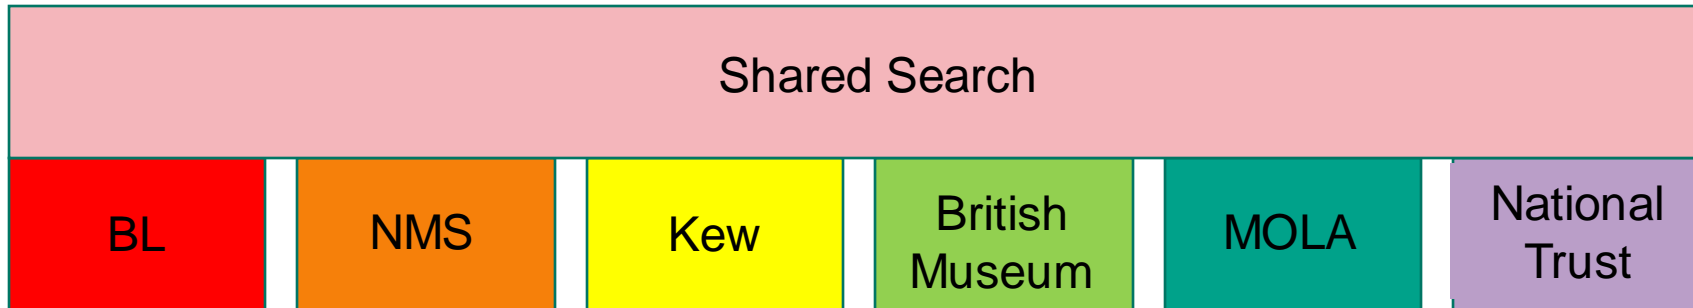 Shared Search
BL
NMS
Kew
British
Museum
MOLA
National
Trust